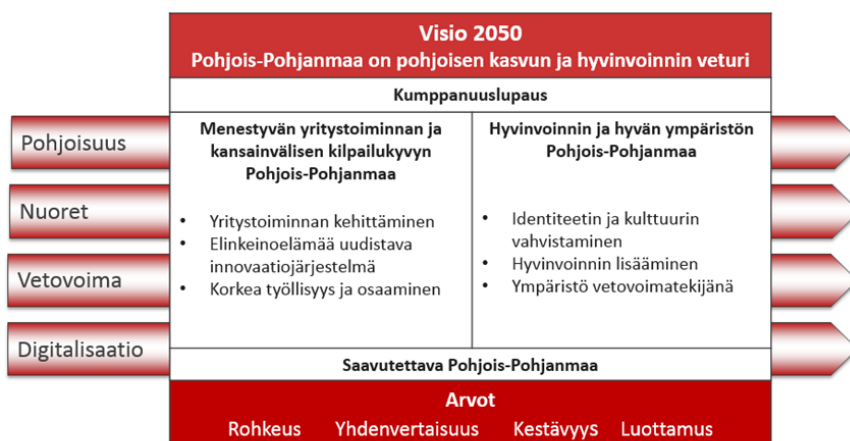 Visio 2050
Pohjois-Pohjanmaa on pohjoisen kasvun ja hyvinvoinnin veturi
Kumppanuuslupaus
Pohjoisuus
Nuoret
Vetovoima
Digitalisaatio
Menestyvän yritystoiminnan ja
kansainvälisen kilpailukyvyn
Pohjois-Pohjanmaa
• Yritystoiminnan kehittäminen
• Elinkeinoelämää uudistava
innovaatiojärjestelmä
• Korkea työllisyys ja osaaminen
Hyvinvoinnin ja hyvän ympäristön
Pohjois-Pohjanmaa
• Identiteetin ja kulttuurin
vahvistaminen
• Hyvinvoinnin lisääminen
• Ympäristö vetovoimatekijänä
Saavutettava Pohjois-Pohjanmaa
Arvot
Rohkeus Yhdenvertaisuus Kestävyys Luottamus